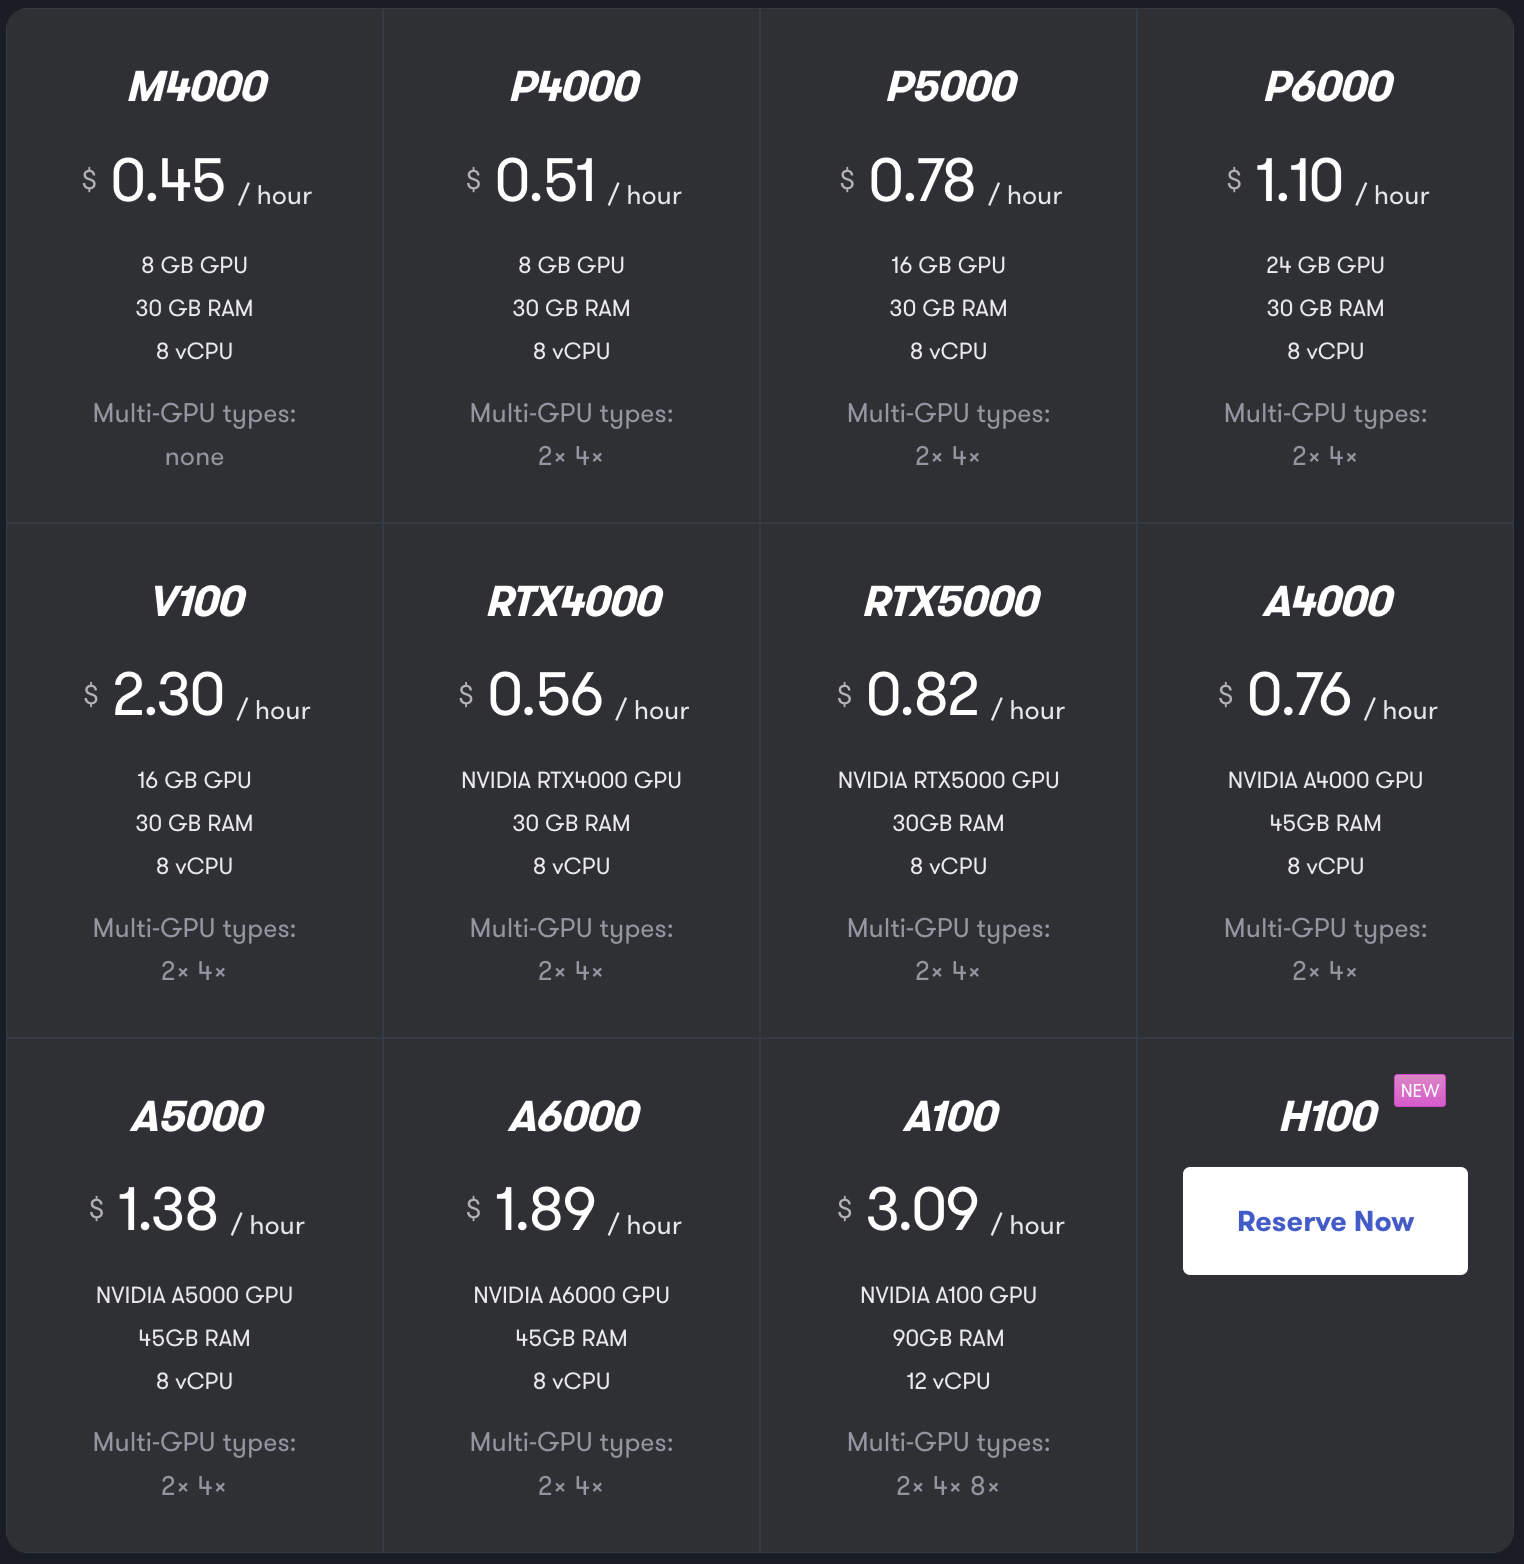 M4000
$ 0.45 / hour
8 GB GPU
30 GB RAM
8 vCPU
Multi-GPU types:
none
P4000
$ 0.51 / hour
8 GB GPU
30 GB RAM
8 vCPU
Multi-GPU types:
2× 4×
P5000
$ 0.78 / hour
16 GB GPU
30 GB RAM
8 vCPU
Multi-GPU types:
2× 4×
P6000
$ 1.10 / hour
24 GB GPU
30 GB RAM
8 vCPU
Multi-GPU types:
2× 4×
V100
$ 2.30 / hour
16 GB GPU
30 GB RAM
8 vCPU
Multi-GPU types:
2× 4×
RTX4000
$ 0.56 / hour
NVIDIA RTX4000 GPU
30 GB RAM
8 vCPU
Multi-GPU types:
2× 4×
RTX5000
$ 0.82 / hour
NVIDIA RTX5000 GPU
30GB RAM
8 vCPU
Multi-GPU types:
2× 4×
A4000
$ 0.76 / hour
NVIDIA A4000 GPU
45GB RAM
8 vCPU
Multi-GPU types:
2× 4×
A5000
$ 1.38 / hour
NVIDIA A5000 GPU
45GB RAM
8 vCPU
Multi-GPU types:
2× 4×
A6000
$ 1.89 / hour
NVIDIA A6000 GPU
45GB RAM
8 vCPU
Multi-GPU types:
2× 4×
A100
$ 3.09 / hour
NVIDIA A100 GPU
90GB RAM
12 vCPU
Multi-GPU types:
2× 4× 8×
H100 NEW
Reserve Now